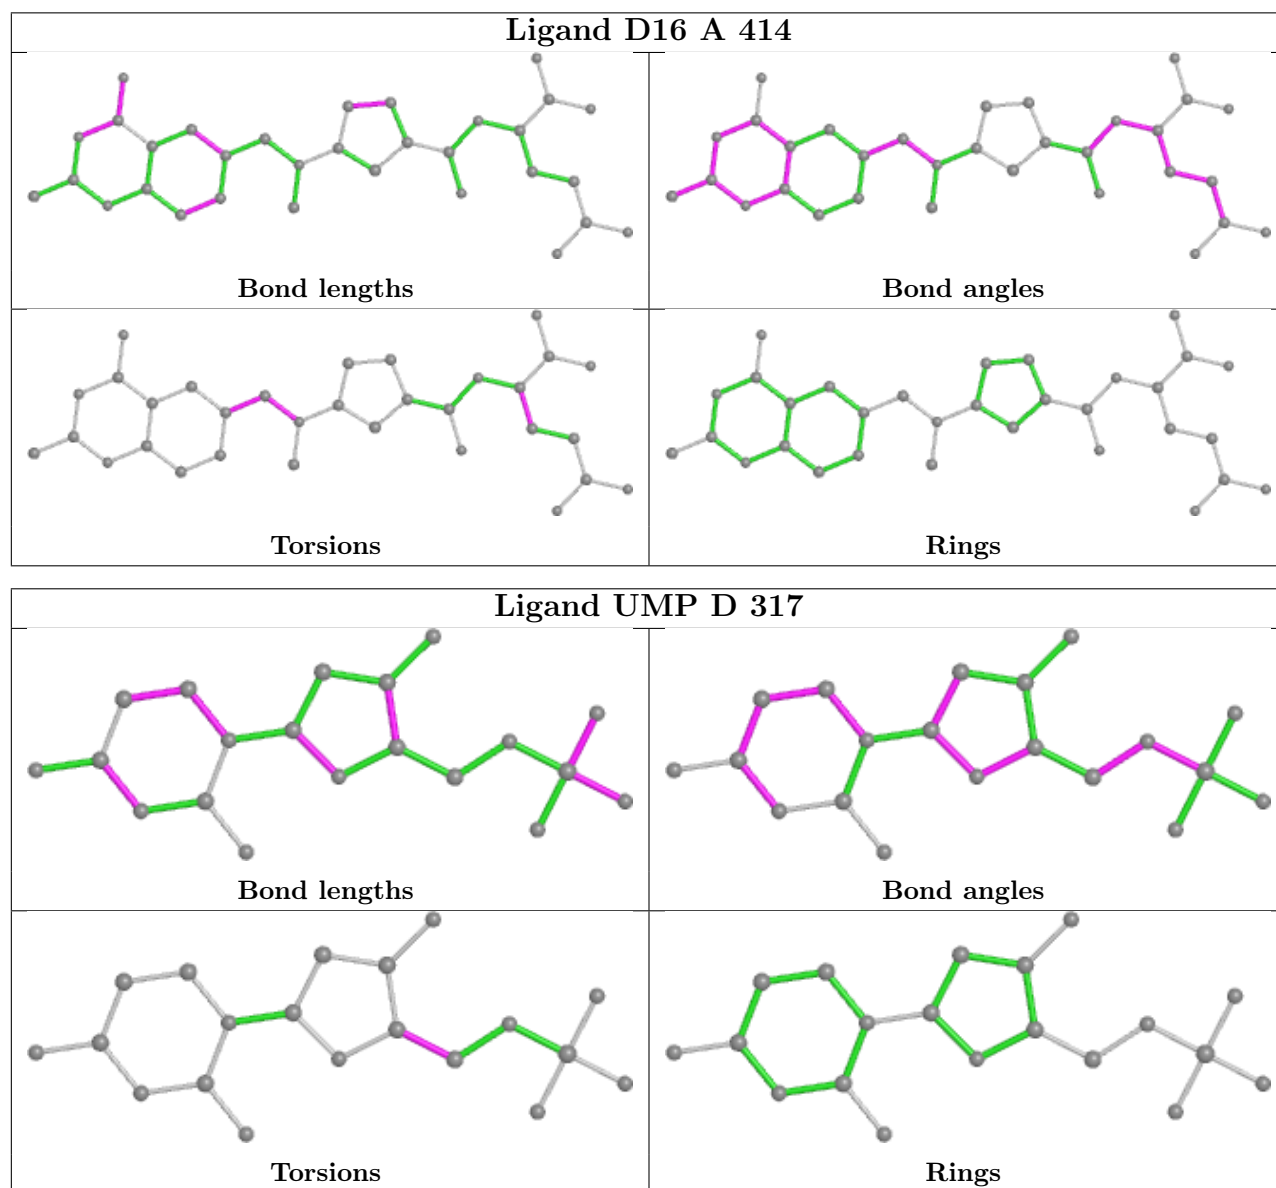 Ligand D16 A 414
Bond lengths
Bond angles
Torsions
Rings
Ligand UMP D 317
Bond lengths
Bond angles
Torsions
Rings